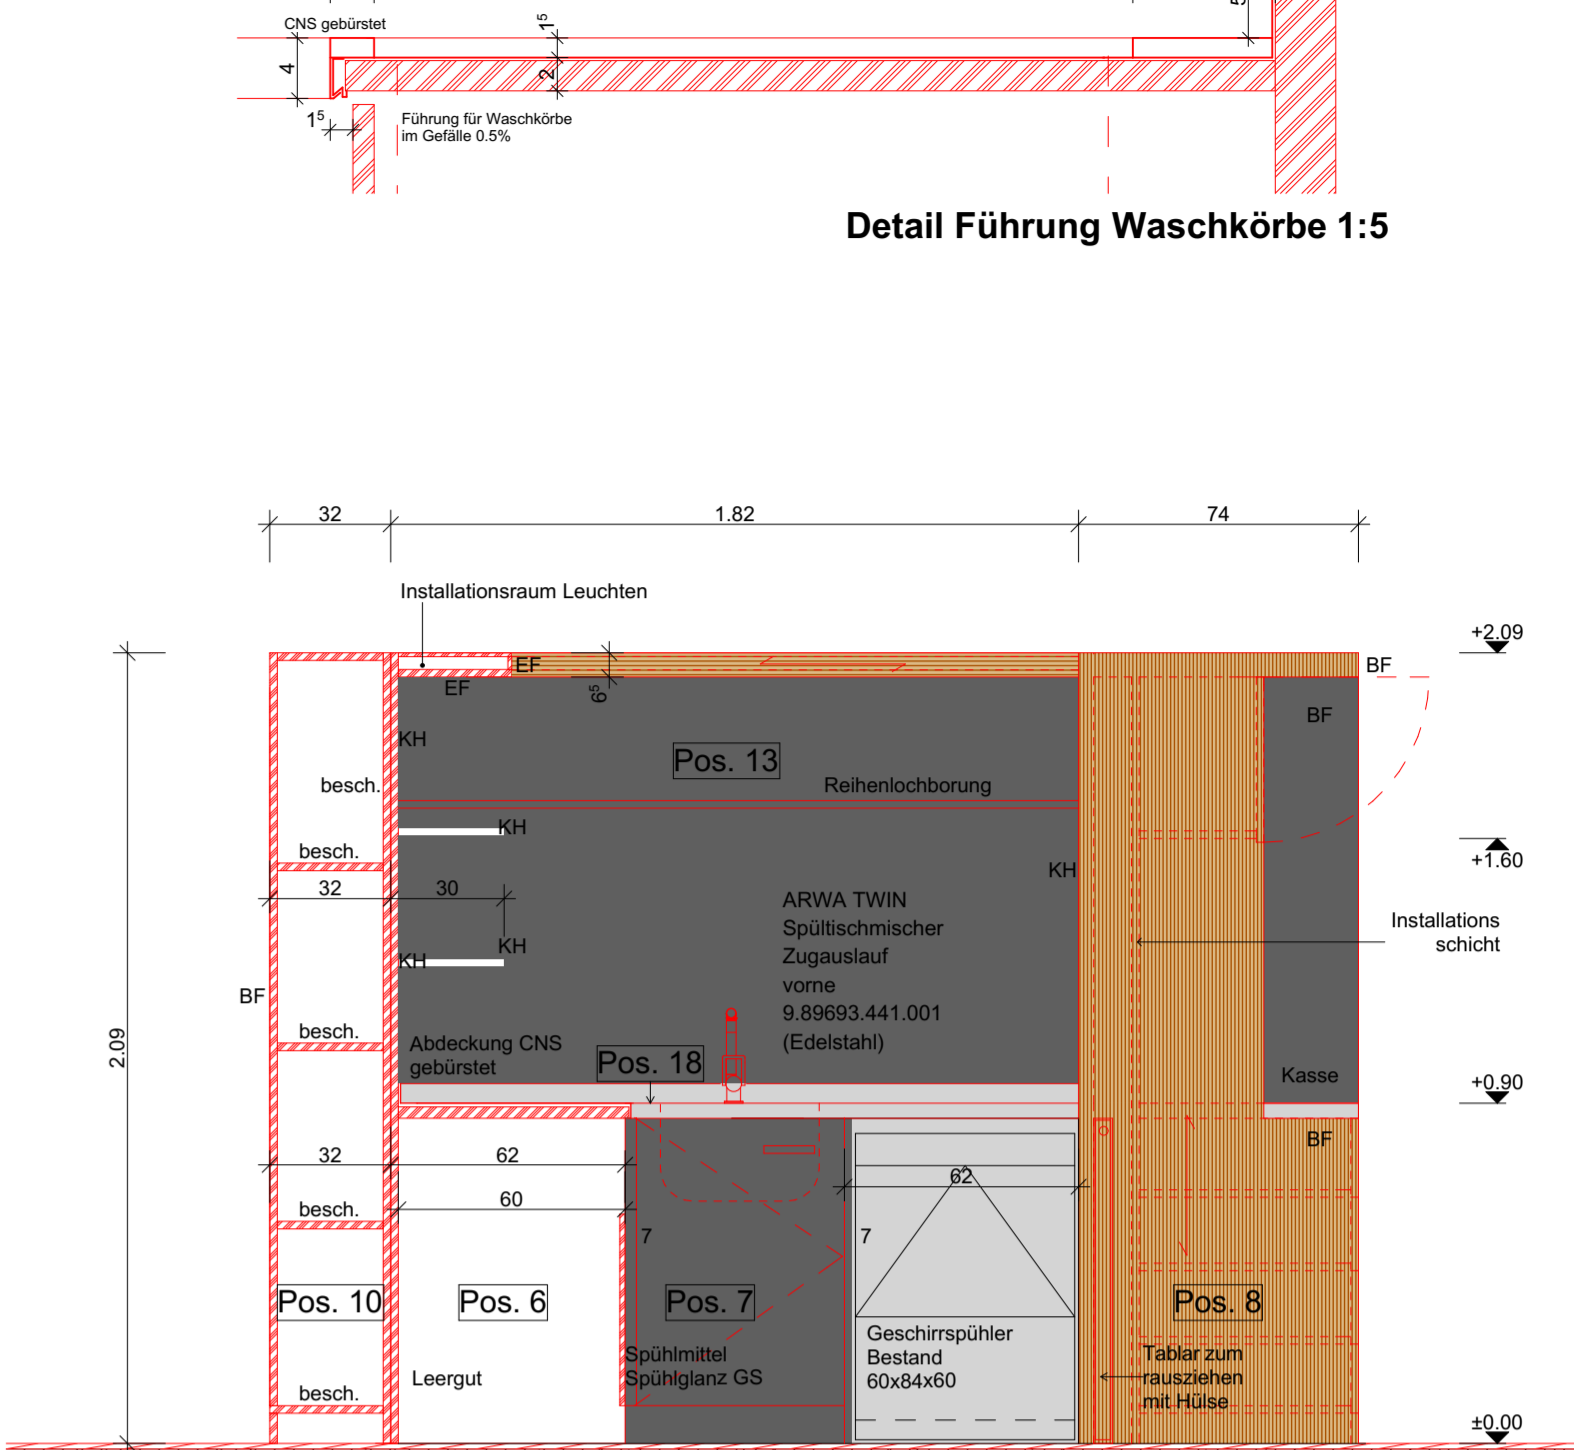 CNS gebürstet
1⁵
5
4
2
1⁵
Führung für Waschkörbe
im Gefälle 0.5%
Detail Führung Waschkörbe 1:5
32
1.82
74
Installationsraum Leuchten
+2.09
EF
BF
EF
6⁵
BF
KH
Pos. 13
besch.
Reihenlochborung
KH
besch.
+1.60
KH
32
30
ARWA TWIN
Spültischmischer
Zugauslauf
vorne
9.89693.441.001
(Edelstahl)
Installations
schicht
KH
KH
BF
2.09
besch.
Abdeckung CNS
gebürstet
Pos. 18
Kasse
+0.90
BF
32
62
62
60
besch.
7
7
Pos. 10
Pos. 6
Pos. 7
Pos. 8
Geschirrspühler
Bestand
60x84x60
Spühlmittel
Spühlglanz GS
Tablar zum
rausziehen
mit Hülse
Leergut
besch.
±0.00